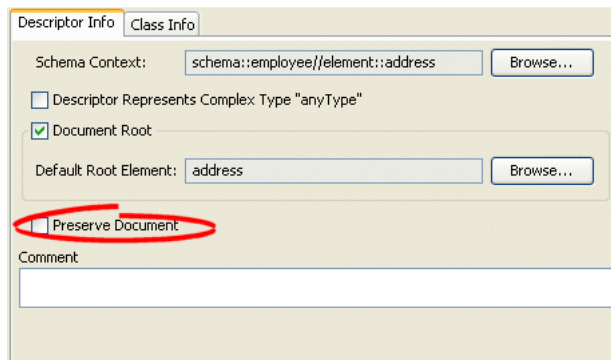 Descriptor Info Class Info
Schema Context: schema::employee//element::address Browse...
Descriptor Represents Complex Type "anyType"
Document Root
Default Root Element: address Browse...
Preserve Document
Comment